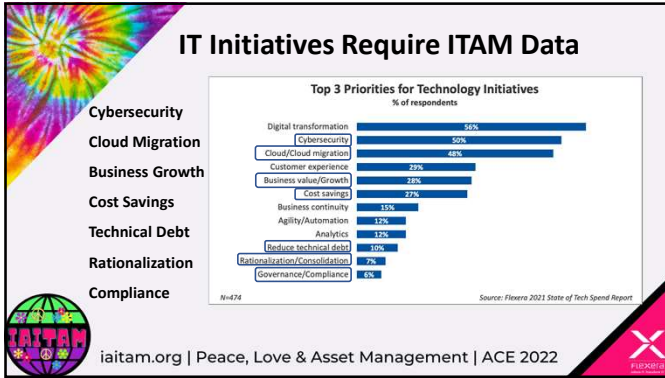 IT Initiatives Require ITAM Data
Cybersecurity
Cloud Migration
Business Growth
Cost Savings
Technical Debt
Rationalization
Compliance
Top 3 Priorities for Technology Initiatives
% of respondents
Digital transformation 56%
Cybersecurity 50%
Cloud/Cloud migration 48%
Customer experience 29%
Business value/Growth 28%
Cost savings 27%
Business continuity 15%
Agility/Automation 12%
Analytics 12%
Reduce technical debt 10%
Rationalization/Consolidation 7%
Governance/Compliance 6%
N=474
Source: Flexera 2021 State of Tech Spend Report
IAITAM
iaitam.org | Peace, Love & Asset Management | ACE 2022
FLEXERA